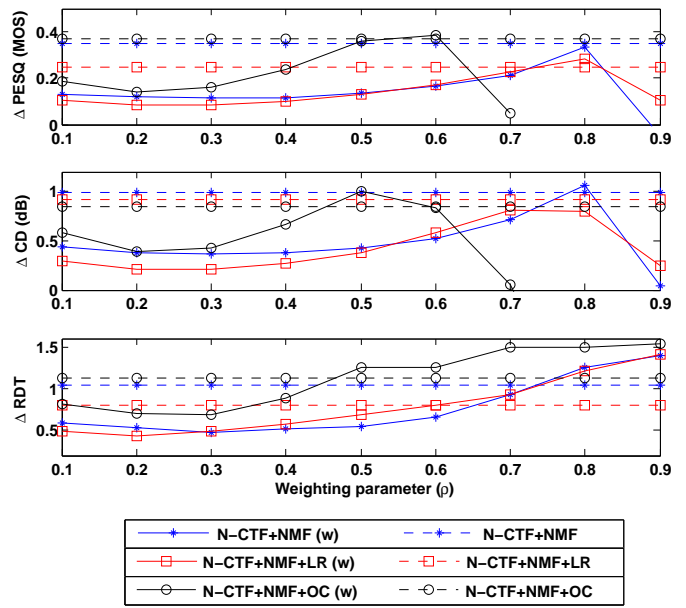 Δ PESQ (MOS)
0.4
0.2
0
0.1 0.2 0.3 0.4 0.5 0.6 0.7 0.8 0.9
Δ CD (dB)
1
0.5
0
0.1 0.2 0.3 0.4 0.5 0.6 0.7 0.8 0.9
Δ RDT
1.5
1
0.5
0.1 0.2 0.3 0.4 0.5 0.6 0.7 0.8 0.9
Weighting parameter (ρ)
N−CTF+NMF (w) N−CTF+NMF
N−CTF+NMF+LR (w) N−CTF+NMF+LR
N−CTF+NMF+OC (w) N−CTF+NMF+OC